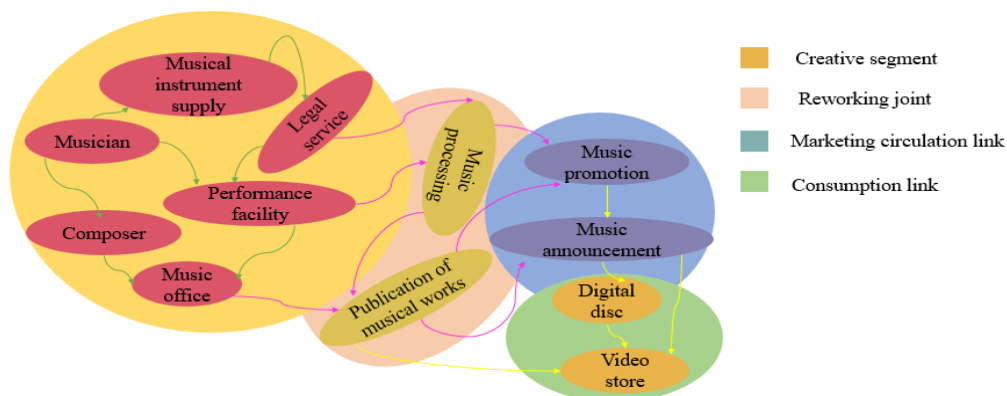 Musical
instrument
supply
Legal
service
Musician
Performance
facility
Composer
Music
office
Music
processing
Publication of
musical works
Music
promotion
Music
announcement
Digital
disc
Video
store
Creative segment
Reworking joint
Marketing circulation link
Consumption link